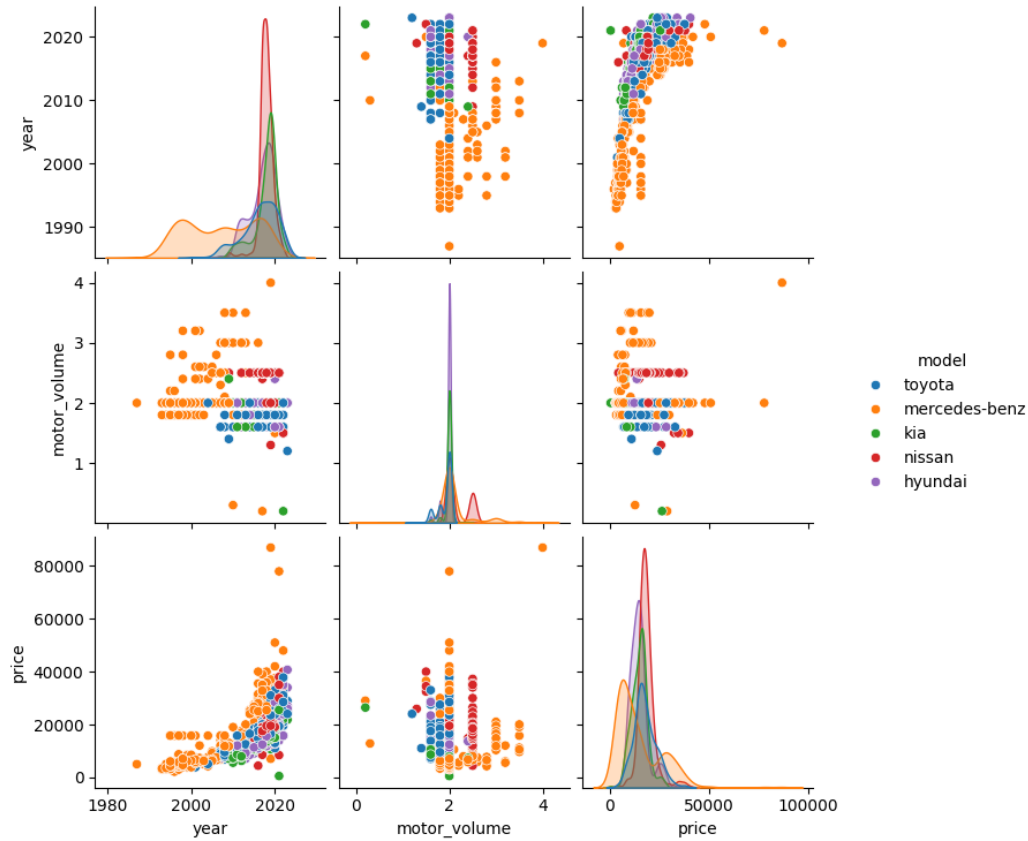 2020
2010
2000
1990
year
4
3
2
1
motor_volume
model
toyota
mercedes-benz
kia
nissan
hyundai
80000
60000
40000
20000
0
price
1980 2000 2020
year
0 2 4
motor_volume
0 50000 100000
price